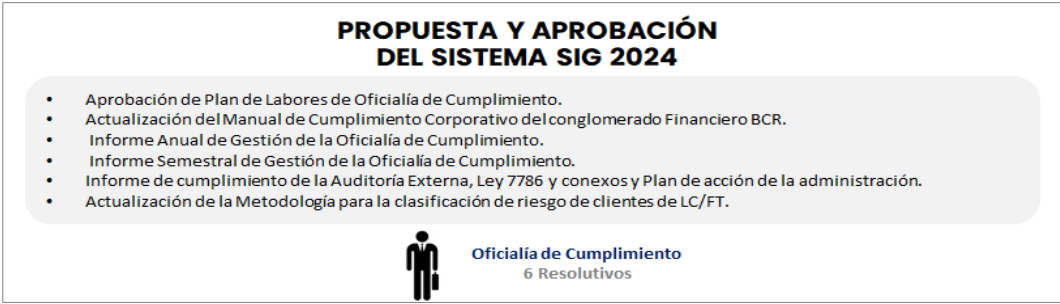 PROPUESTA Y APROBACIÓN
DEL SISTEMA SIG 2024
• Aprobación de Plan de Labores de Oficialía de Cumplimiento.
• Actualización del Manual de Cumplimiento Corporativo del conglomerado Financiero BCR.
• Informe Anual de Gestión de la Oficialía de Cumplimiento.
• Informe Semestral de Gestión de la Oficialía de Cumplimiento.
• Informe de cumplimiento de la Auditoría Externa, Ley 7786 y conexos y Plan de acción de la administración.
• Actualización de la Metodología para la clasificación de riesgo de clientes de LC/FT.
Oficialía de Cumplimiento
6 Resolutivos